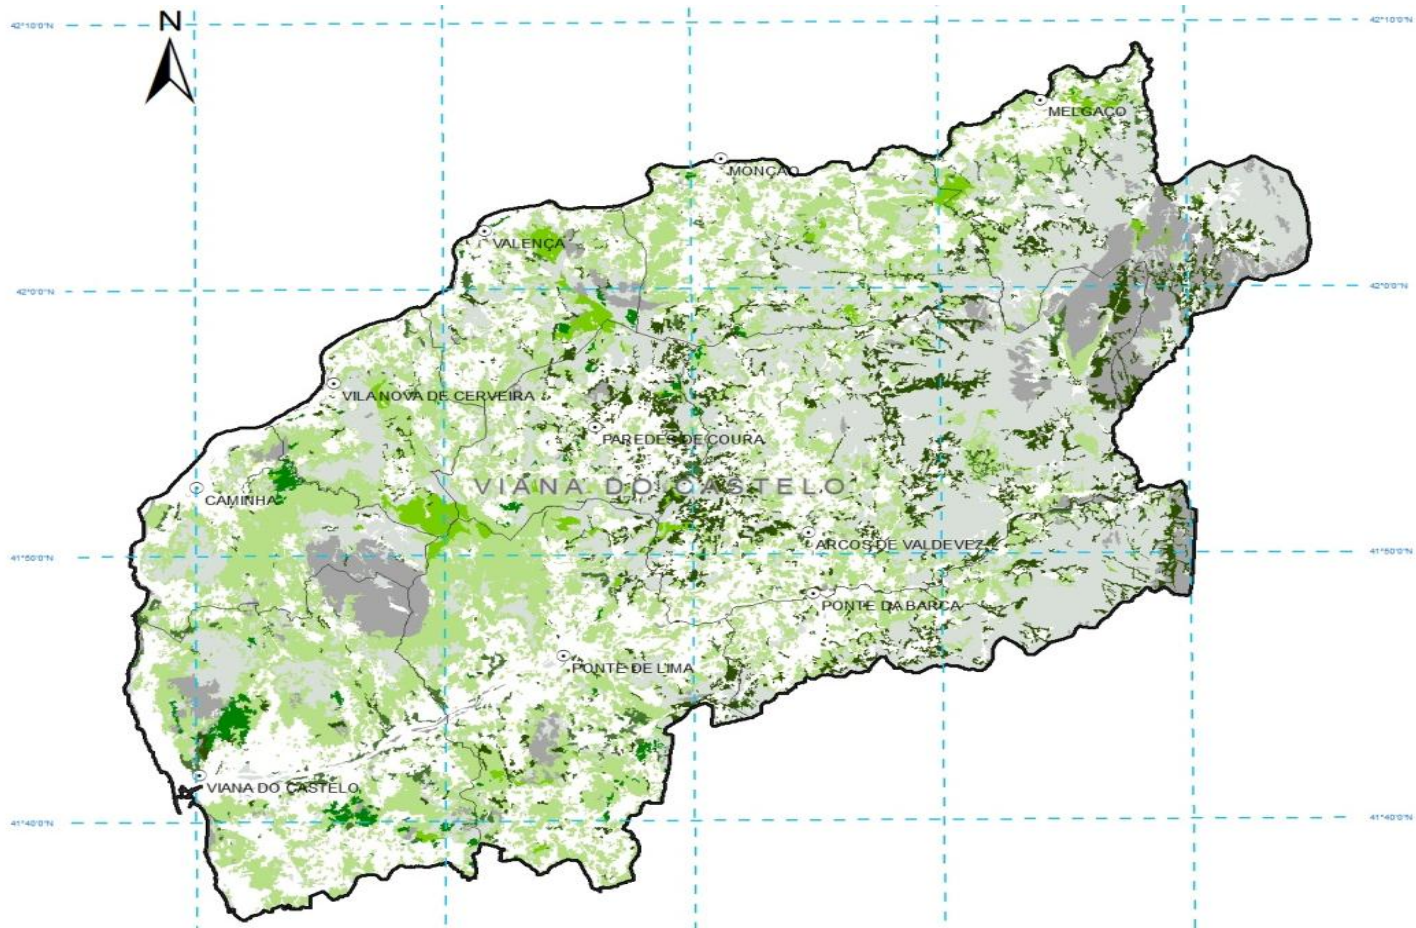 42°10'0"N
42°10'0"N
N
MELGAÇO
MONÇÃO
VALENÇA
42°0'0"N
42°0'0"N
VILA NOVA DE CERVEIRA
PAREDES DE COURA
VIANA DO CASTELO
CAMINHA
ARCOS DE VALDEVEZ
41°50'0"N
41°50'0"N
PONTE DA BARCA
PONTE DE LIMA
VIANA DO CASTELO
41°40'0"N
41°40'0"N